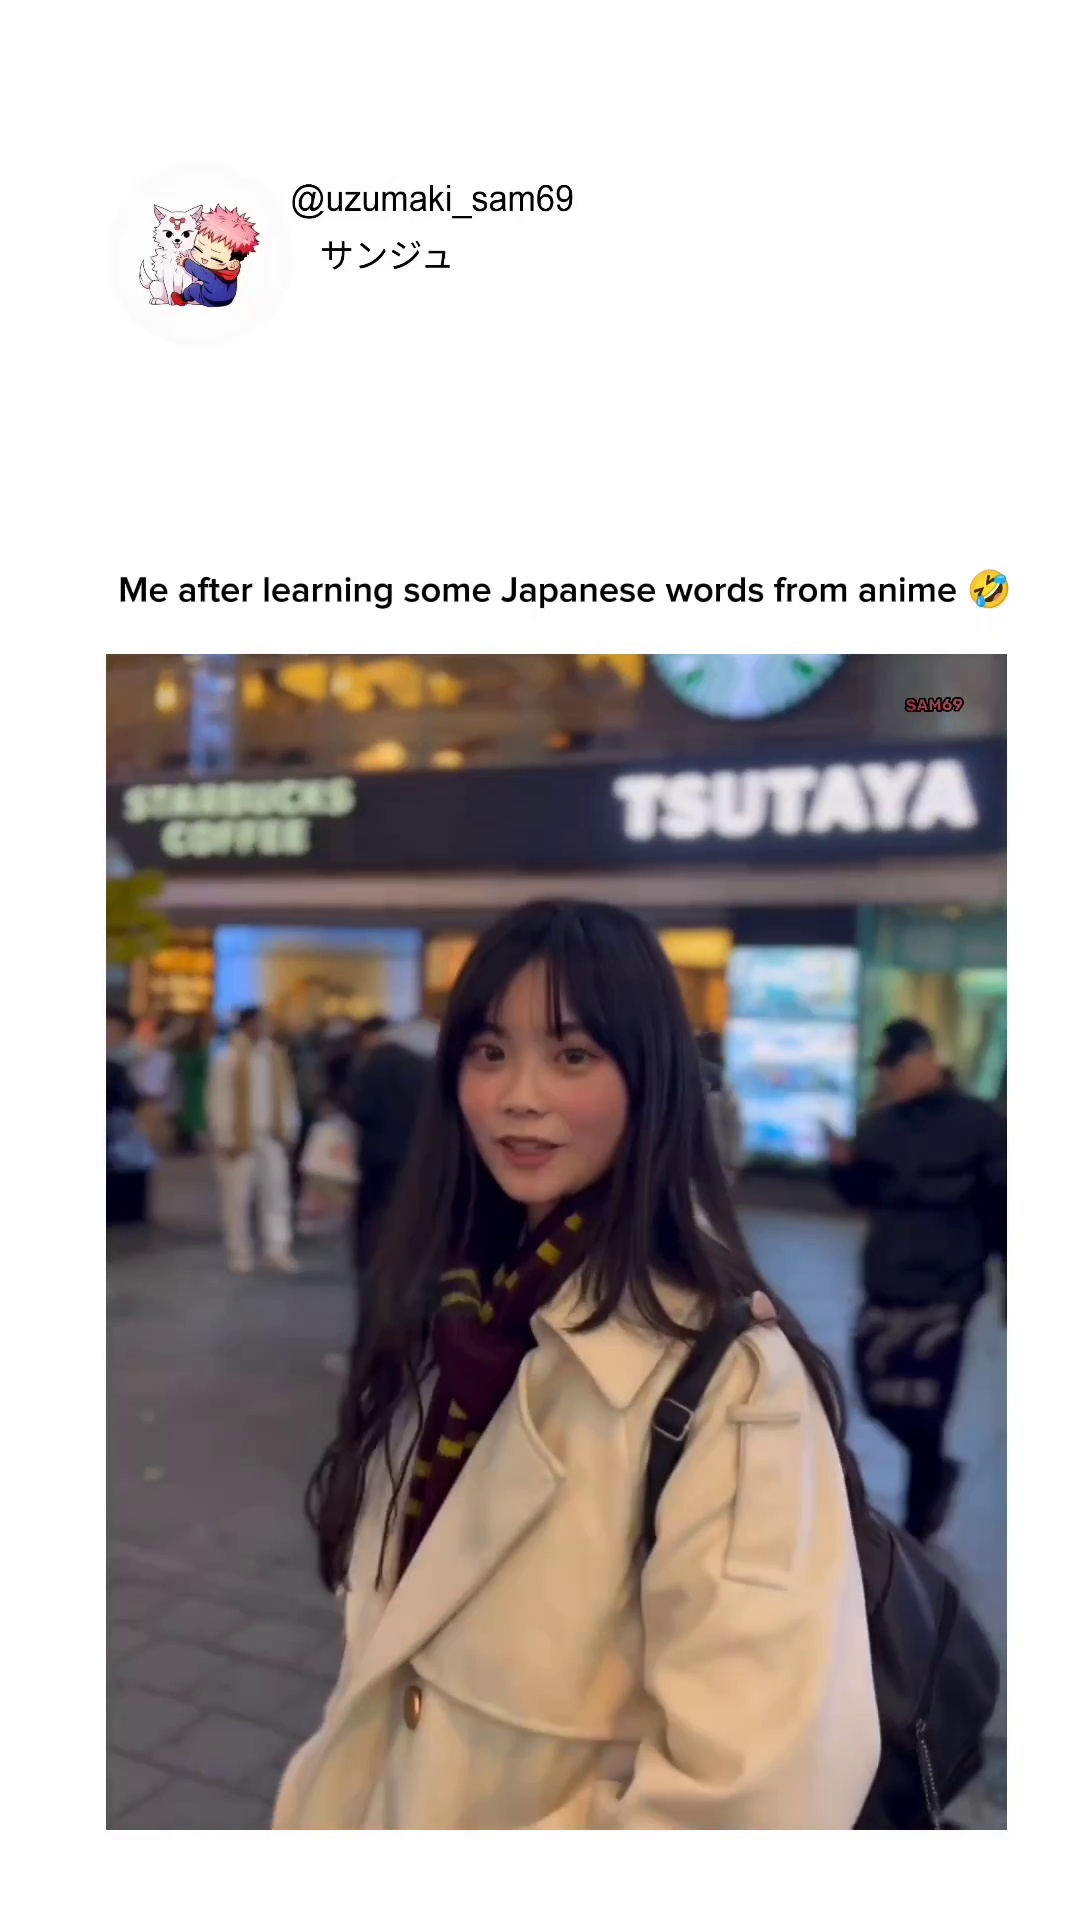 @uzumaki_sam69
サンジュ
Me after learning some Japanese words from anime 🤣
SAM69
STARBUCKS
COFFEE
TSUTAYA